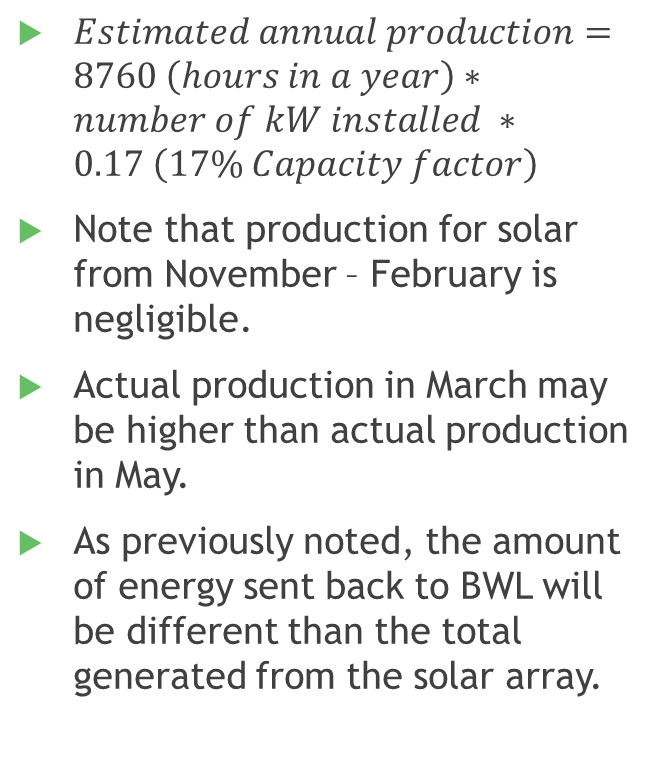 Estimated annual production =
8760 (hours in a year) *
number of kW installed *
0.17 (17% Capacity factor)
Note that production for solar
from November – February is
negligible.
Actual production in March may
be higher than actual production
in May.
As previously noted, the amount
of energy sent back to BWL will
be different than the total
generated from the solar array.